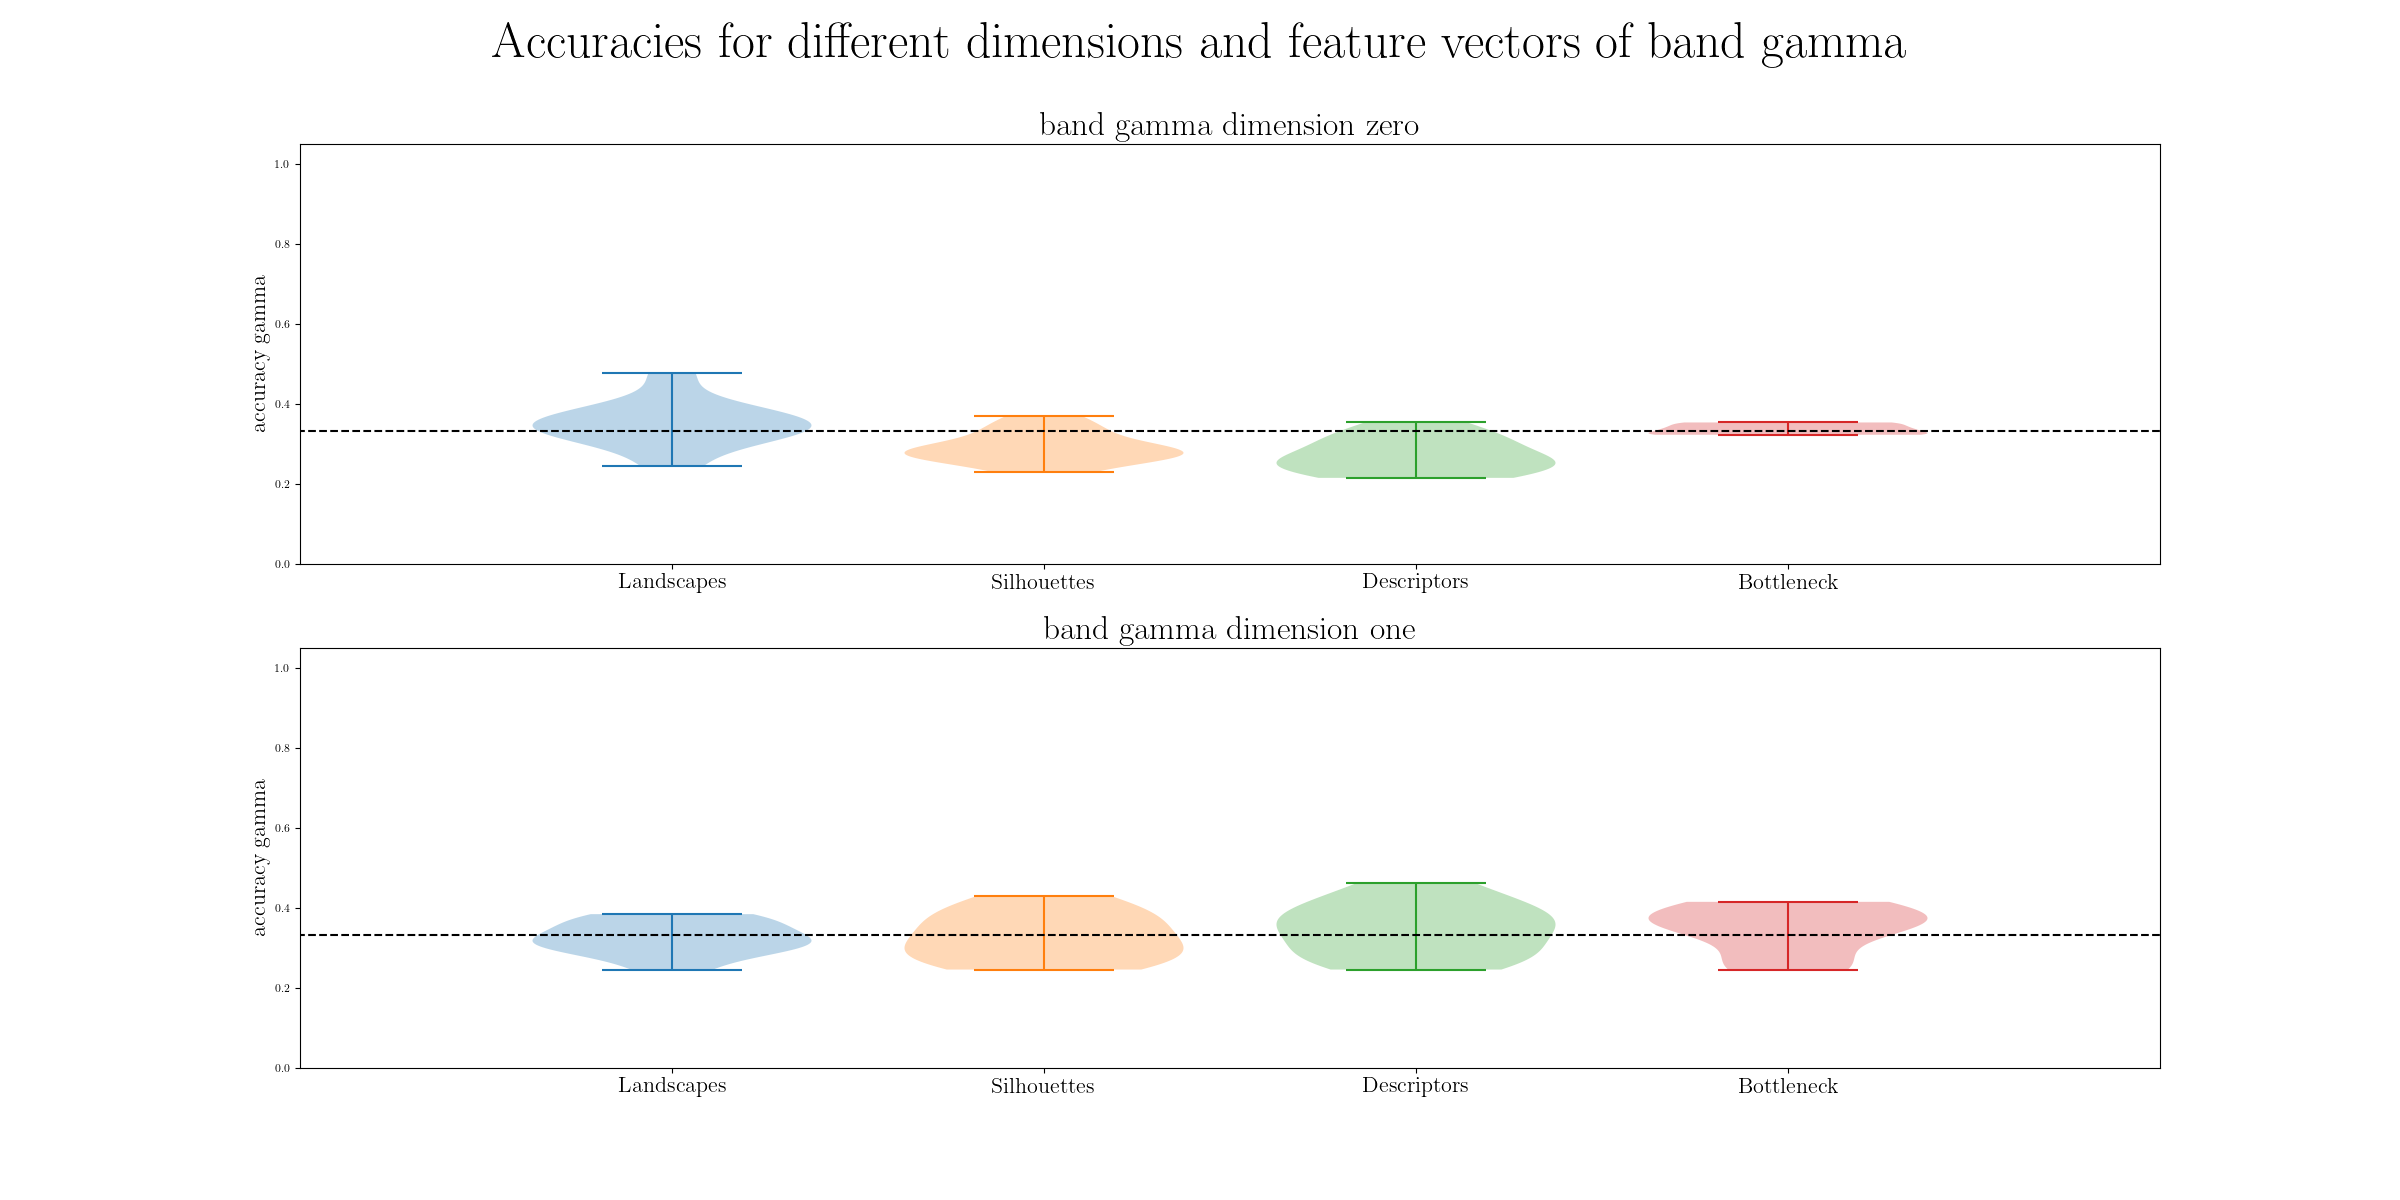 Accuracies for different dimensions and feature vectors of band gamma
band gamma dimension zero
accuracy gamma
1.0
0.8
0.6
0.4
0.2
0.0
Landscapes Silhouettes Descriptors Bottleneck
band gamma dimension one
accuracy gamma
1.0
0.8
0.6
0.4
0.2
0.0
Landscapes Silhouettes Descriptors Bottleneck